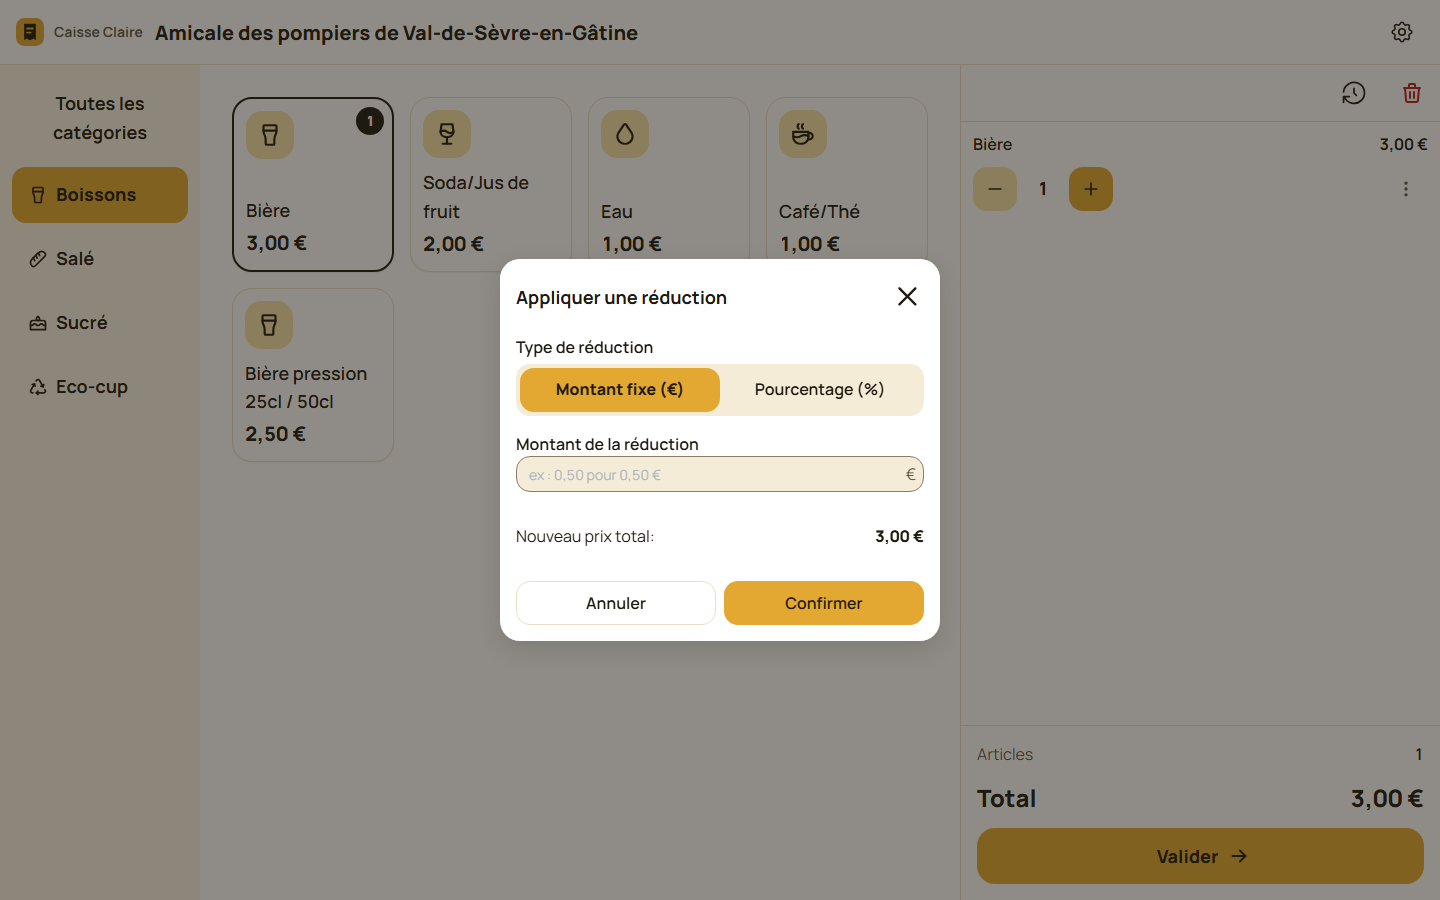 Caisse Claire
Amicale des pompiers de Val-de-Sèvre-en-Gâtine
Toutes les
catégories
Boissons
Salé
Sucré
Eco-cup
1
Bière
3,00 €
Soda/Jus de
fruit
2,00 €
Eau
1,00 €
Café/Thé
1,00 €
Bière pression
25cl / 50cl
2,50 €
Appliquer une réduction
Type de réduction
Montant fixe (€)
Pourcentage (%)
Montant de la réduction
ex : 0,50 pour 0,50 €
€
Nouveau prix total:
3,00 €
Annuler
Confirmer
Bière
3,00 €
1
Articles
1
Total
3,00 €
Valider